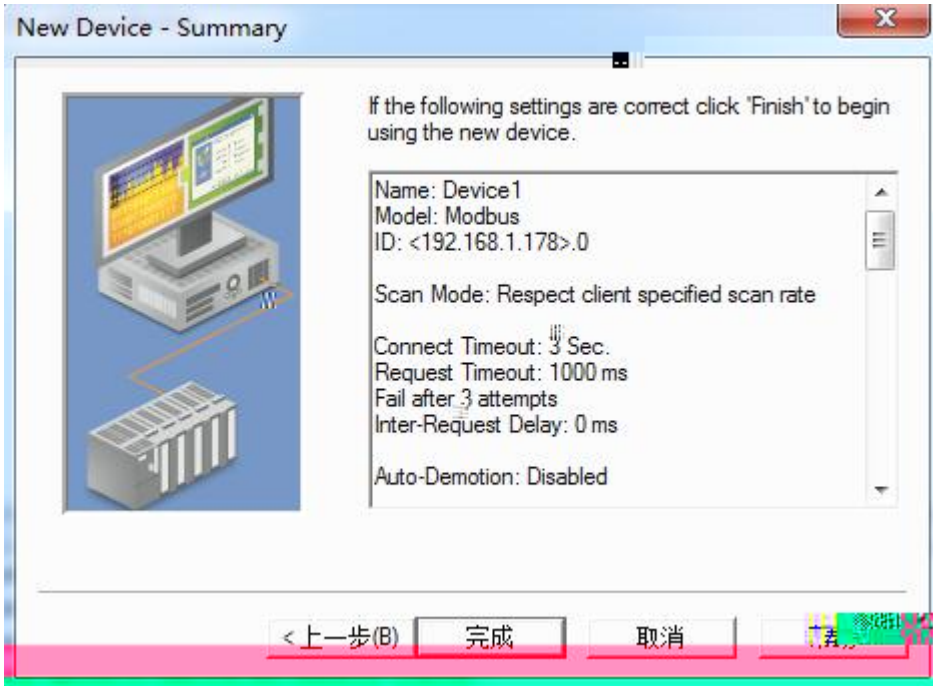 New Device - Summary
If the following settings are correct click "Finish" to begin
using the new device.
Name: Device1
Model: Modbus
ID: <192.168.1.178>.0
Scan Mode: Respect client specified scan rate
Connect Timeout: 3 Sec.
Request Timeout: 1000 ms
Fail after 3 attempts
Inter-Request Delay: 0 ms
Auto-Demotion: Disabled
<上一步(B) 完成 取消